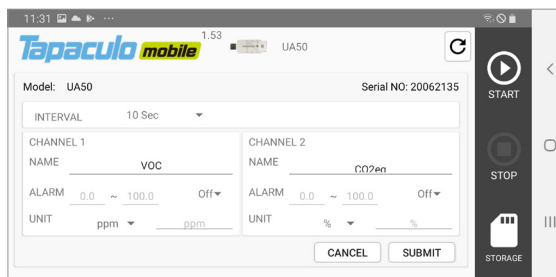 11:31
Tapaculo mobile 1.53
UA50
Model: UA50
Serial NO: 20062135
INTERVAL 10 Sec
CHANNEL 1
NAME VOC
ALARM 0.0 ~ 100.0 Off
UNIT ppm ppm
CHANNEL 2
NAME CO2eq
ALARM 0.0 ~ 100.0 Off
UNIT % %
CANCEL SUBMIT
START
STOP
STORAGE